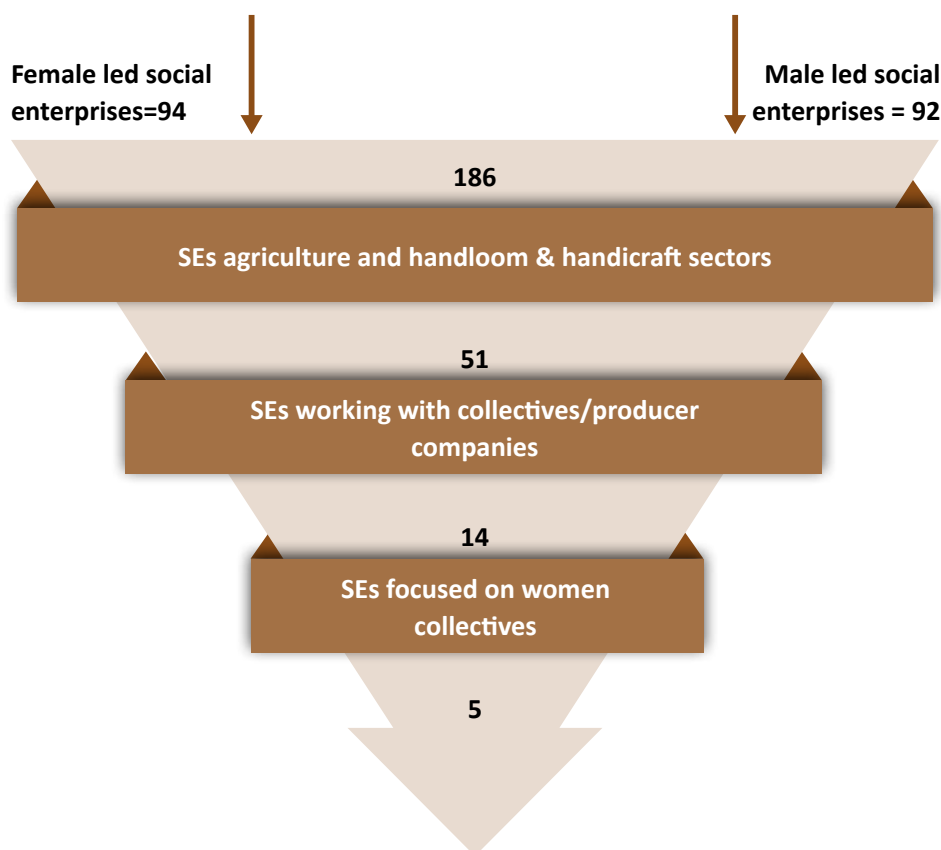 Female led social
enterprises=94
Male led social
enterprises = 92
186
SEs agriculture and handloom & handicraft sectors
51
SEs working with collectives/producer
companies
14
SEs focused on women
collectives
5